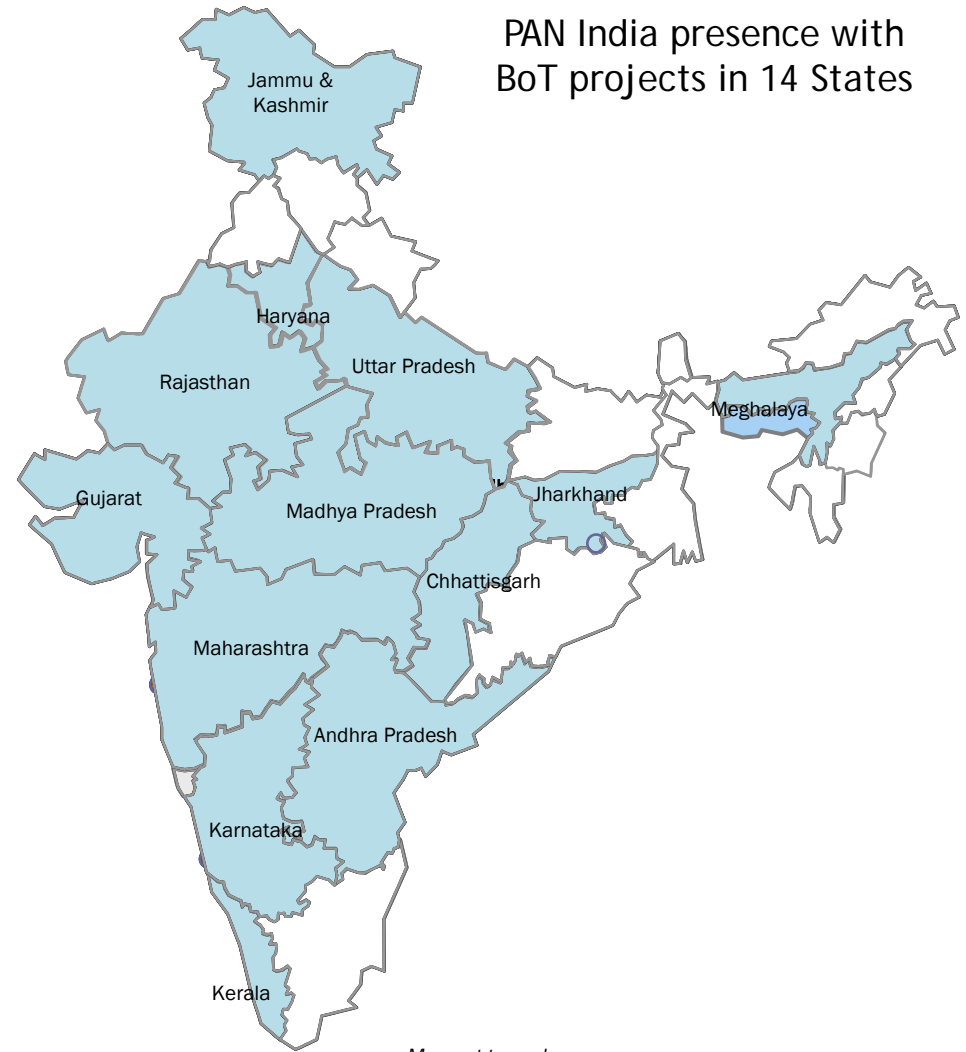 PAN India presence with
BoT projects in 14 States
Jammu &
Kashmir
Haryana
Uttar Pradesh
Rajasthan
Meghalaya
Gujarat
Jharkhand
Madhya Pradesh
Chhattisgarh
Maharashtra
Andhra Pradesh
Karnataka
Kerala